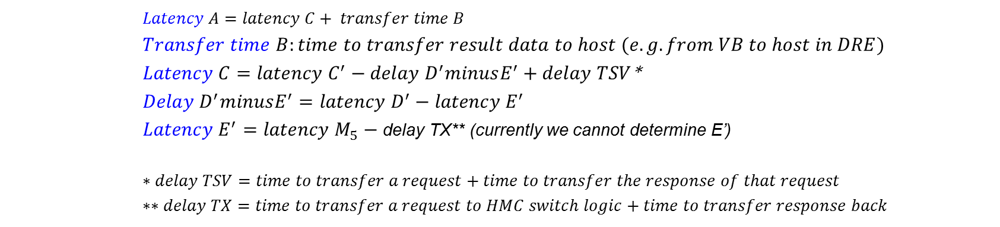 Latency A = latency C + transfer time B
Transfer time B: time to transfer result data to host (e.g. from VB to host in DRE)
Latency C = latency C′ − delay D′minusE′ + delay TSV *
Delay D′minusE′ = latency D′ − latency E′
Latency E′ = latency M₅ − delay TX** (currently we cannot determine E’)
* delay TSV = time to transfer a request + time to transfer the response of that request
** delay TX = time to transfer a request to HMC switch logic + time to transfer response back